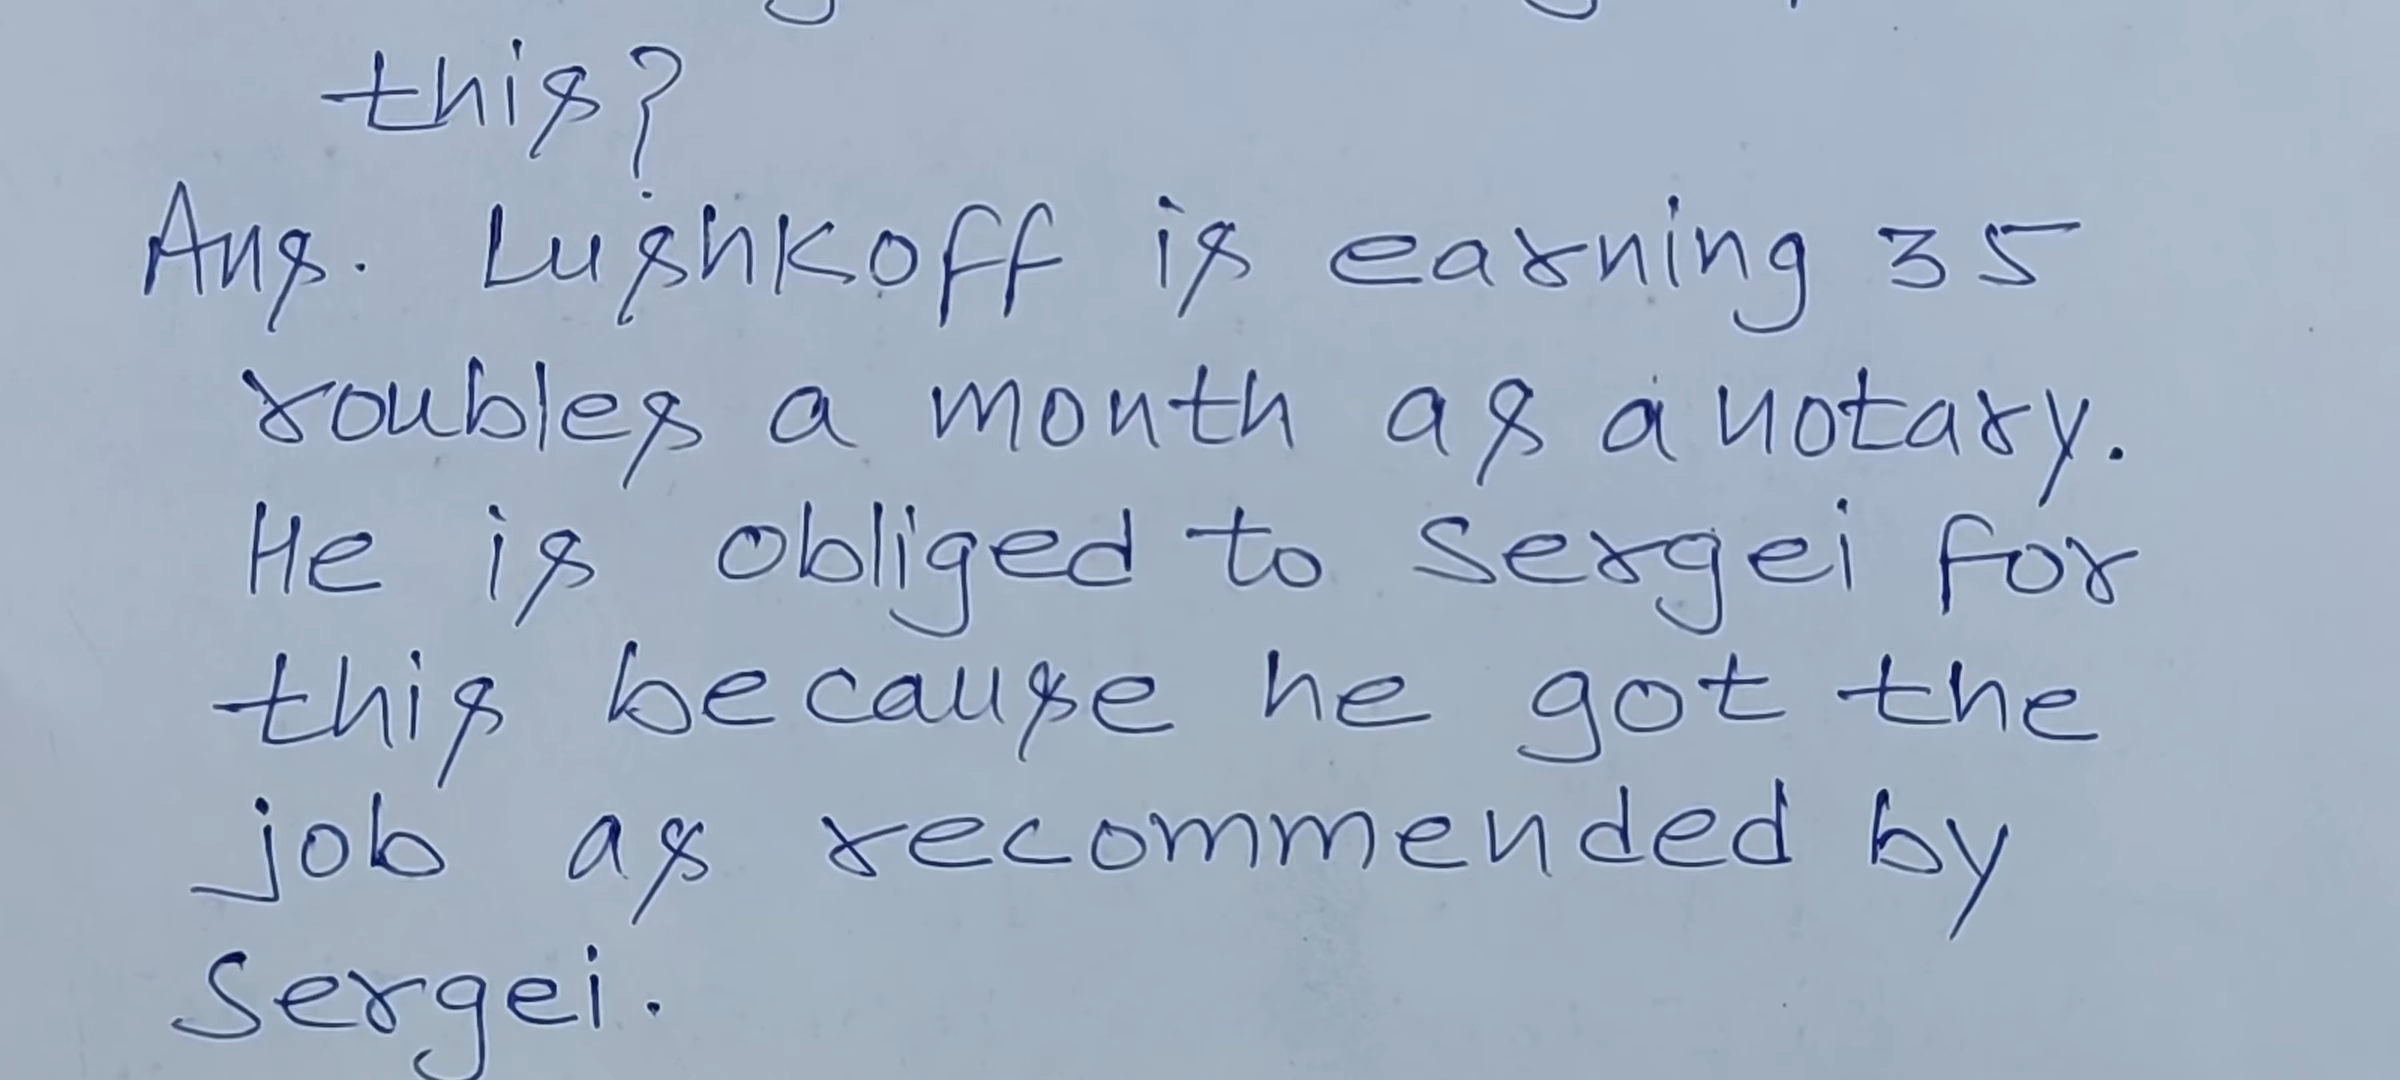 this?
Ans. Lushkoff is earning 35
roubles a month as a notary.
He is obliged to Sergei for
this because he got the
job as recommended by
Sergei.